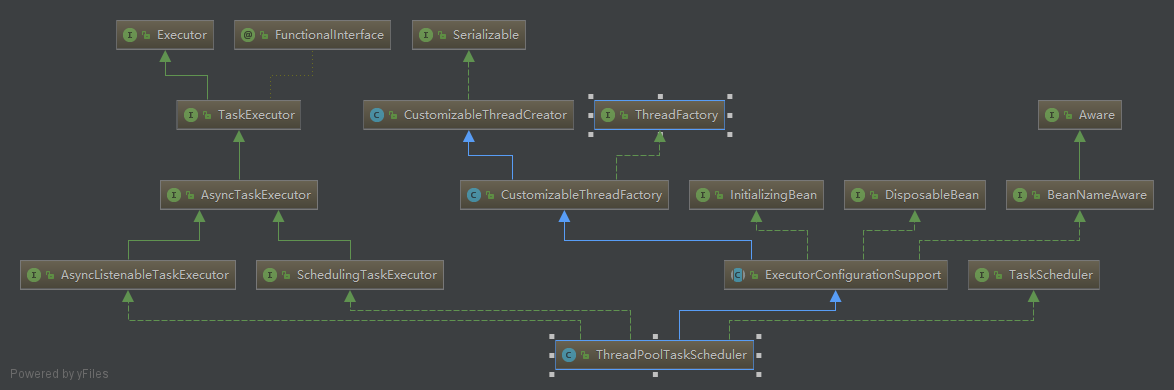 Executor
FunctionalInterface
Serializable
TaskExecutor
CustomizableThreadCreator
ThreadFactory
Aware
AsyncTaskExecutor
CustomizableThreadFactory
InitializingBean
DisposableBean
BeanNameAware
AsyncListenableTaskExecutor
SchedulingTaskExecutor
ExecutorConfigurationSupport
TaskScheduler
ThreadPoolTaskScheduler
Powered by yFiles